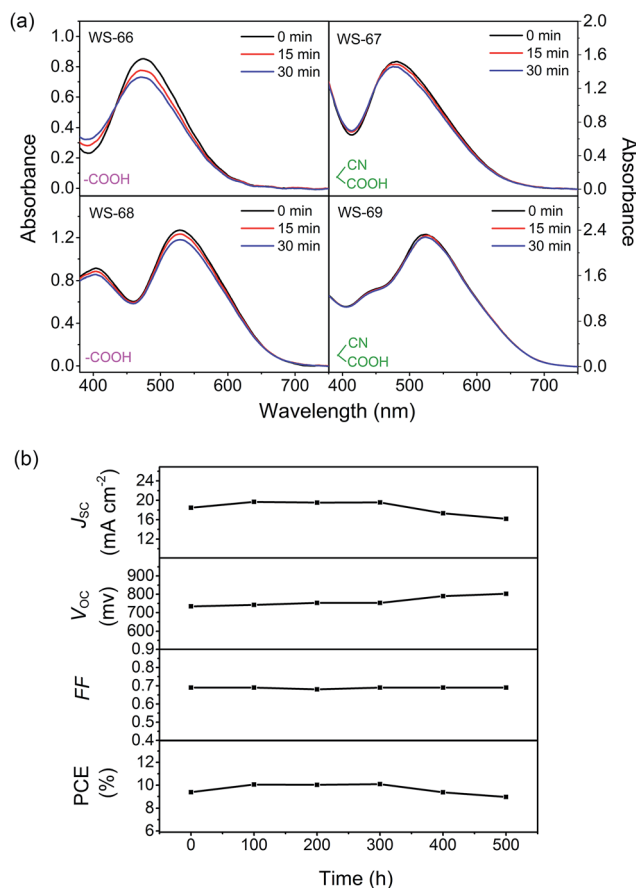 (a)
WS-66
0 min
15 min
30 min
-COOH
0.0
0.2
0.4
0.6
0.8
1.0
WS-67
0 min
15 min
30 min
CN
COOH
0.0
0.4
0.8
1.2
1.6
2.0
WS-68
0 min
15 min
30 min
-COOH
0.0
0.4
0.8
1.2
WS-69
0 min
15 min
30 min
CN
COOH
0.0
0.6
1.2
1.8
2.4
Absorbance
Absorbance
400 500 600 700 400 500 600 700
Wavelength (nm)
(b)
J_SC
(mA cm⁻²)
24
20
16
12
V_OC
(mv)
900
800
700
600
FF
0.9
0.8
0.7
0.6
0.5
0.4
PCE
(%)
12
10
8
6
0 100 200 300 400 500
Time (h)